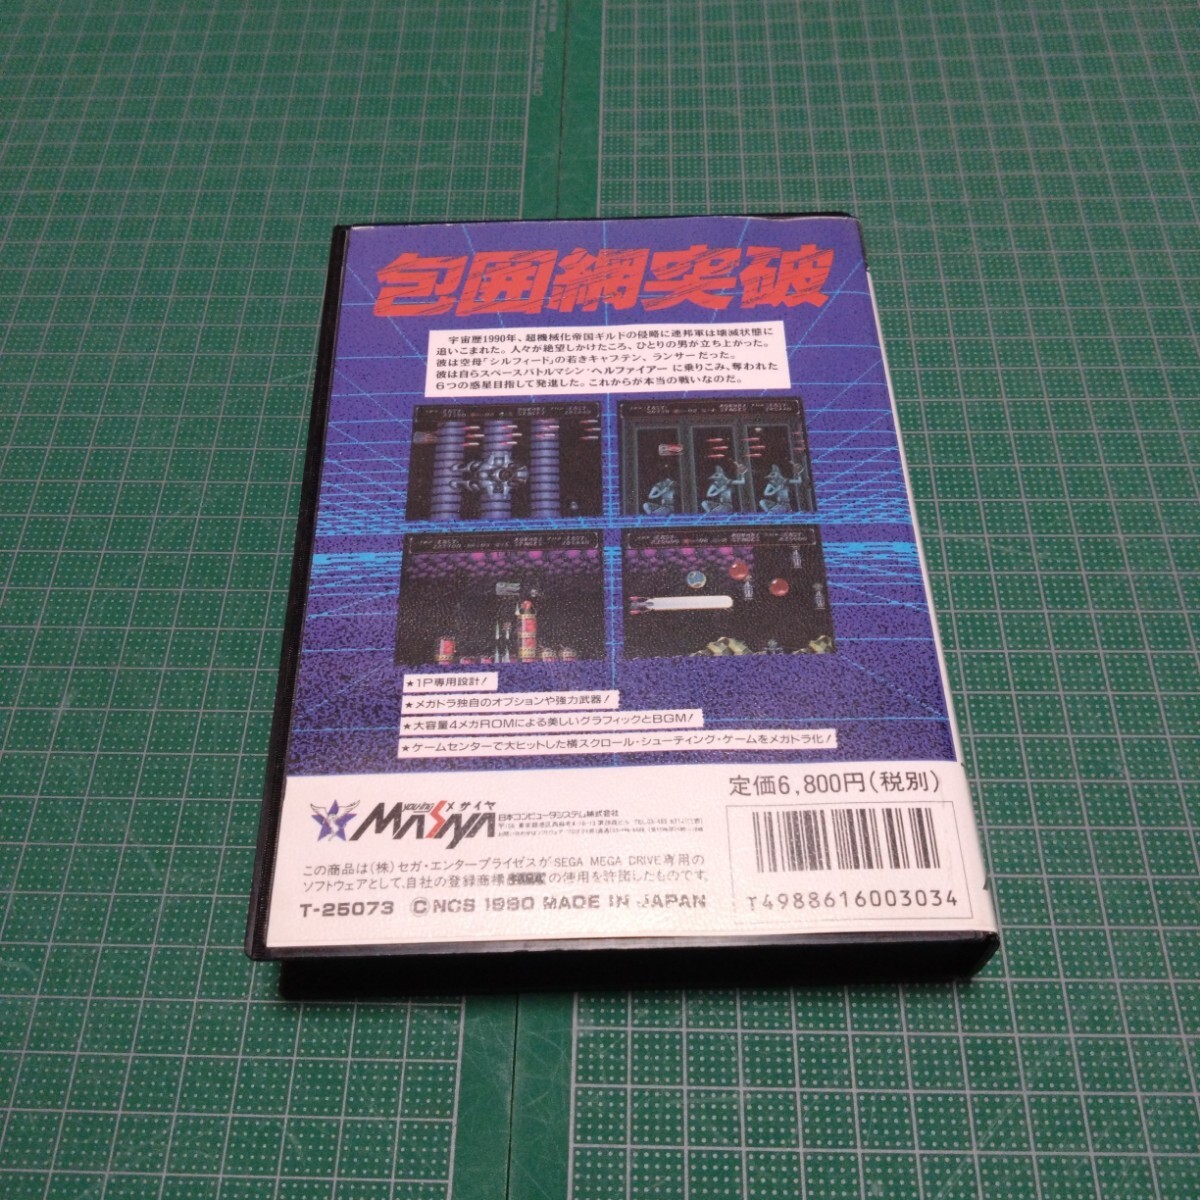 包囲網突破
宇宙暦1990年、超機械化帝国ギルドの侵略に連邦軍は壊滅状態に
追いこまれた。人々が絶望しかけたころ、ひとりの男が立ち上がった。
彼は空母「シルフィード」の若きキャプテン、ランサーだった。
彼は自らスペースバトルマシン・ヘルファイアーに乗りこみ、奪われた
6つの惑星目指して発進した。これからが本当の戦いなのだ。
★1P専用設計!
★メガドラ独自のオプションや強力武器!
★大容量4メガROMによる美しいグラフィックとBGM!
★ゲームセンターで大ヒットした横スクロール・シューティング・ゲームをメガドラ化!
定価6,800円(税別)
MASAYA メサイヤ
日本コンピュータシステム株式会社
この商品は(株)セガ・エンタープライゼスがSEGA MEGA DRIVE専用の
ソフトウェアとして、自社の登録商標SEGAの使用を許諾したものです。
T-25073 ©NCS 1990 MADE IN JAPAN
T4988616003034